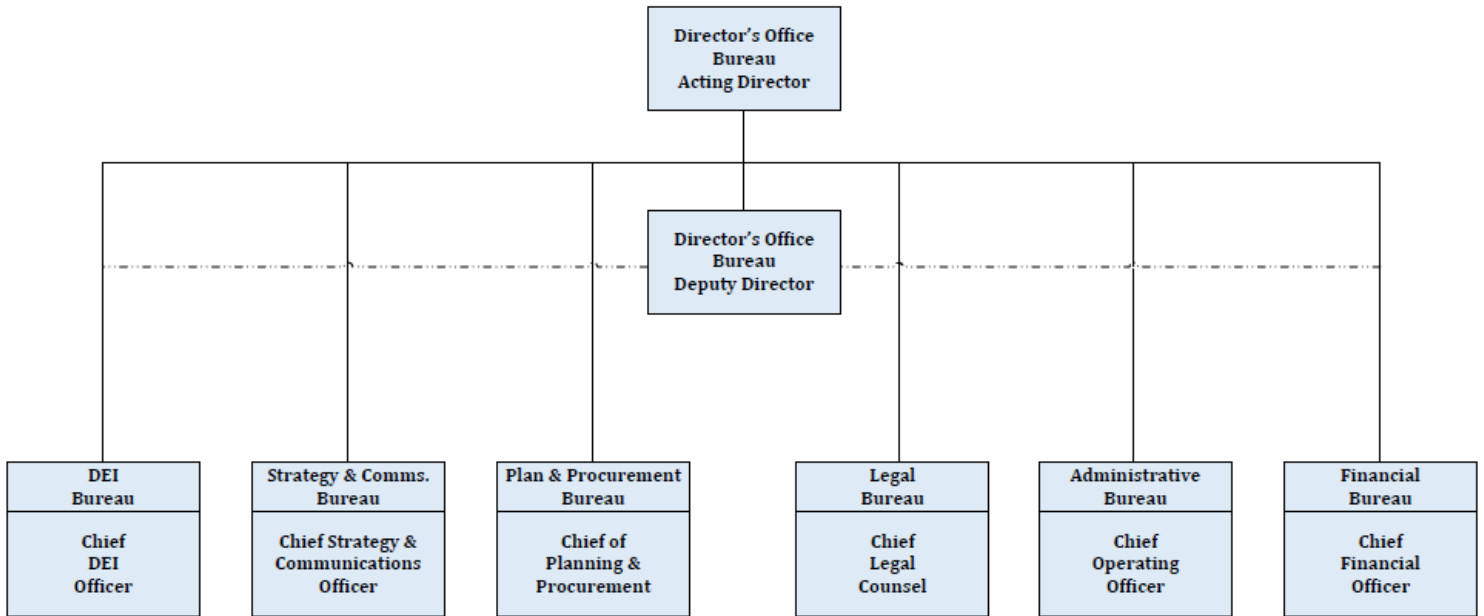 Director’s Office
Bureau
Acting Director
Director’s Office
Bureau
Deputy Director
DEI
Bureau
Chief
DEI
Officer
Strategy & Comms.
Bureau
Chief Strategy &
Communications
Officer
Plan & Procurement
Bureau
Chief of
Planning &
Procurement
Legal
Bureau
Chief
Legal
Counsel
Administrative
Bureau
Chief
Operating
Officer
Financial
Bureau
Chief
Financial
Officer